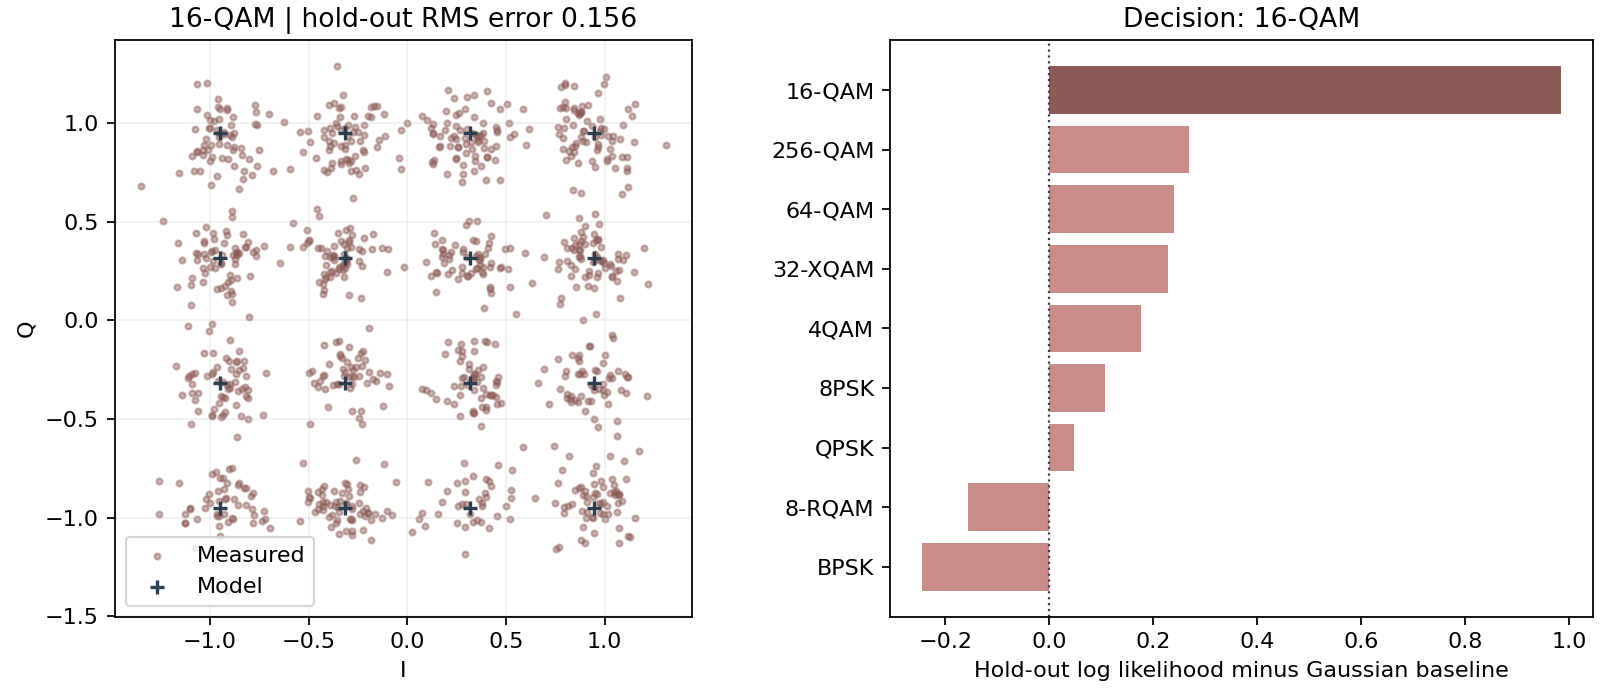 16-QAM | hold-out RMS error 0.156
1.0
0.5
0.0
−0.5
−1.0
−1.5
Q
Measured
Model
−1.0
−0.5
0.0
0.5
1.0
I
Decision: 16-QAM
16-QAM
256-QAM
64-QAM
32-XQAM
4QAM
8PSK
QPSK
8-RQAM
BPSK
−0.2
0.0
0.2
0.4
0.6
0.8
1.0
Hold-out log likelihood minus Gaussian baseline